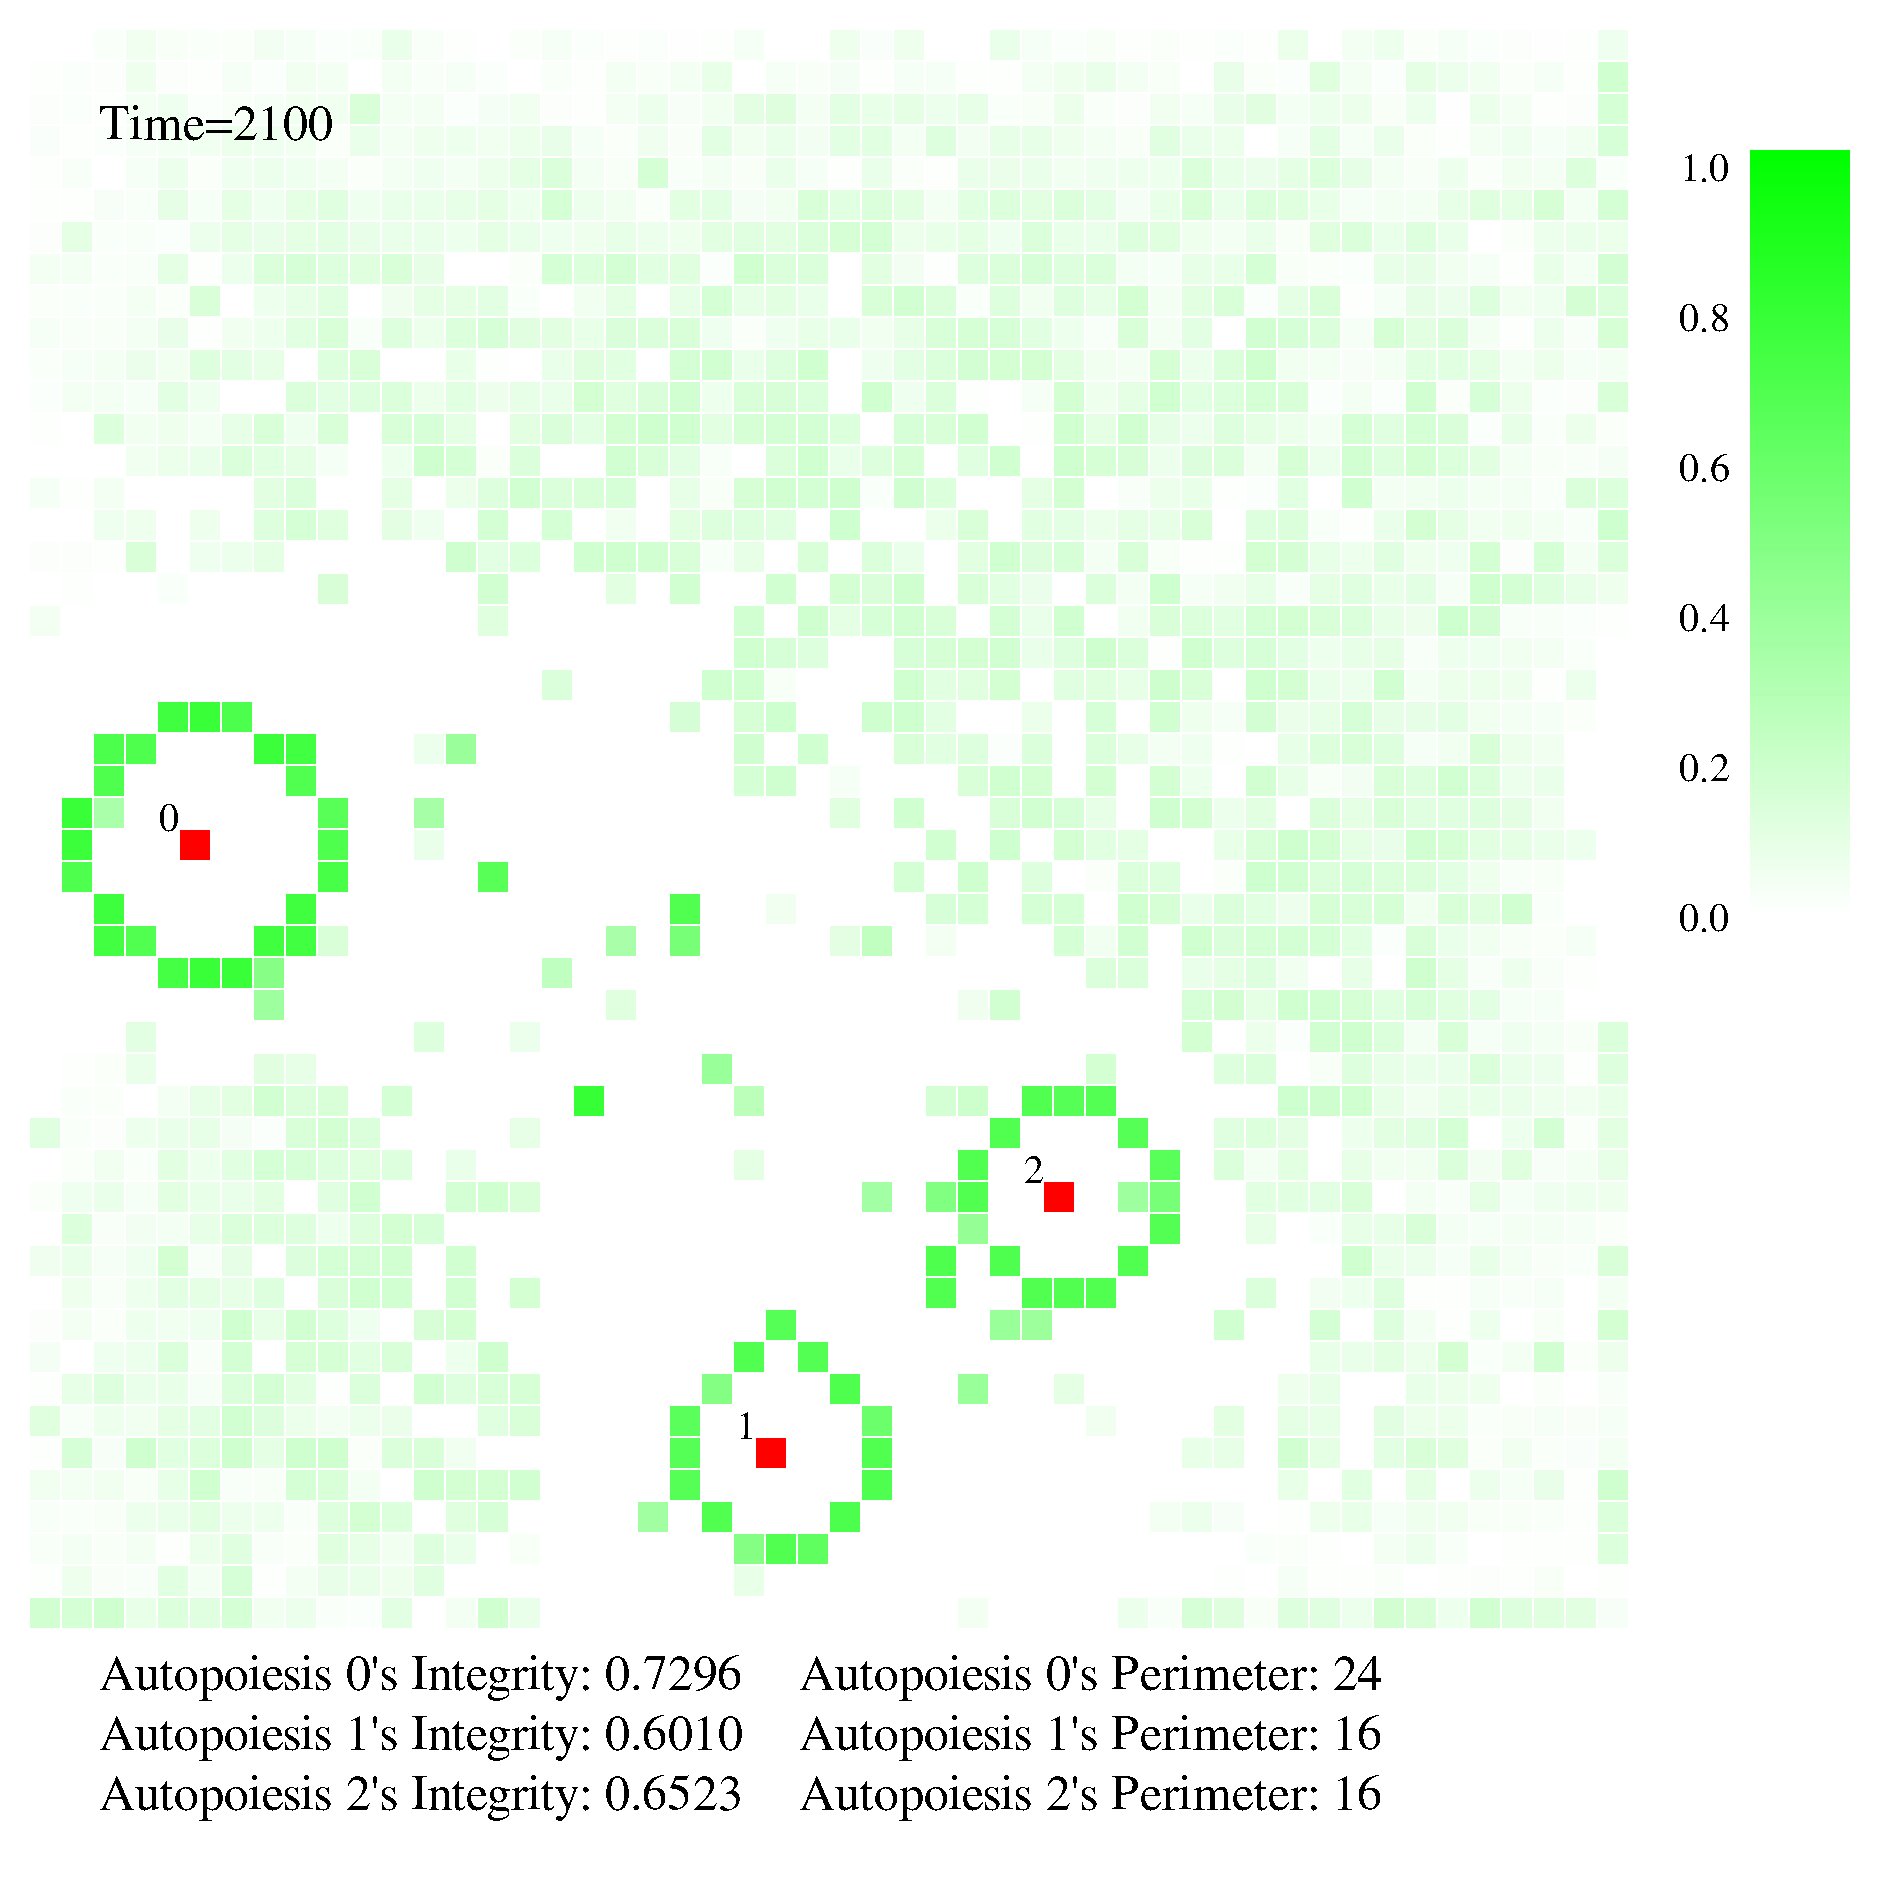 Time=2100
1.0
0.8
0.6
0.4
0.2
0.0
0
2
1
Autopoiesis 0's Integrity: 0.7296 Autopoiesis 0's Perimeter: 24
Autopoiesis 1's Integrity: 0.6010 Autopoiesis 1's Perimeter: 16
Autopoiesis 2's Integrity: 0.6523 Autopoiesis 2's Perimeter: 16